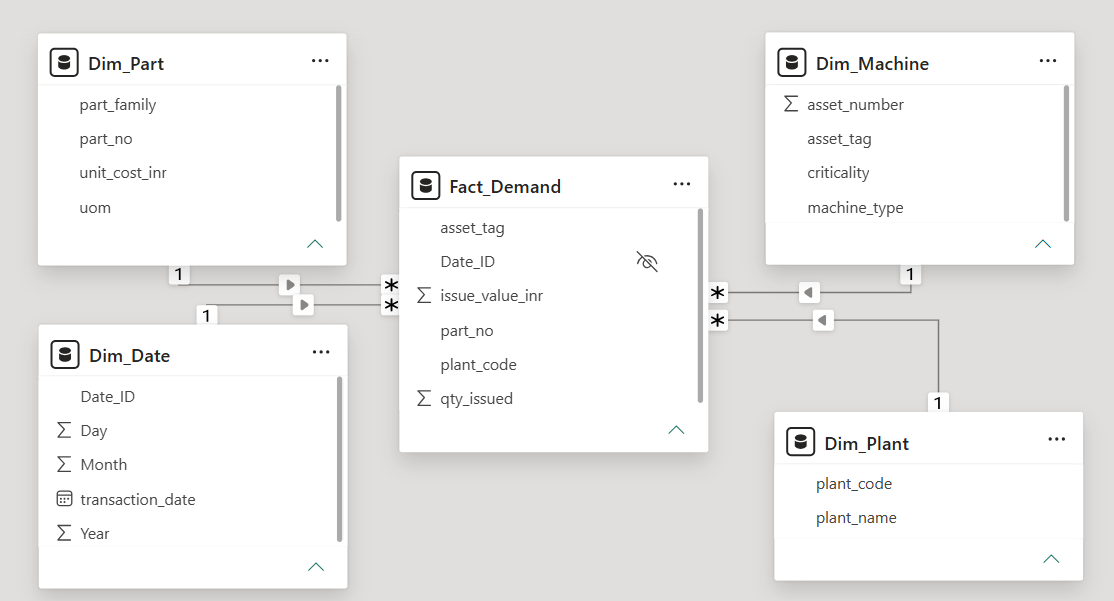 Dim_Part
...
part_family
part_no
unit_cost_inr
uom
1
*
Dim_Date
...
Date_ID
Σ Day
Σ Month
transaction_date
Σ Year
1
*
Fact_Demand
...
asset_tag
Date_ID
Σ issue_value_inr
part_no
plant_code
Σ qty_issued
Dim_Machine
...
Σ asset_number
asset_tag
criticality
machine_type
1
*
Dim_Plant
...
plant_code
plant_name
1
*